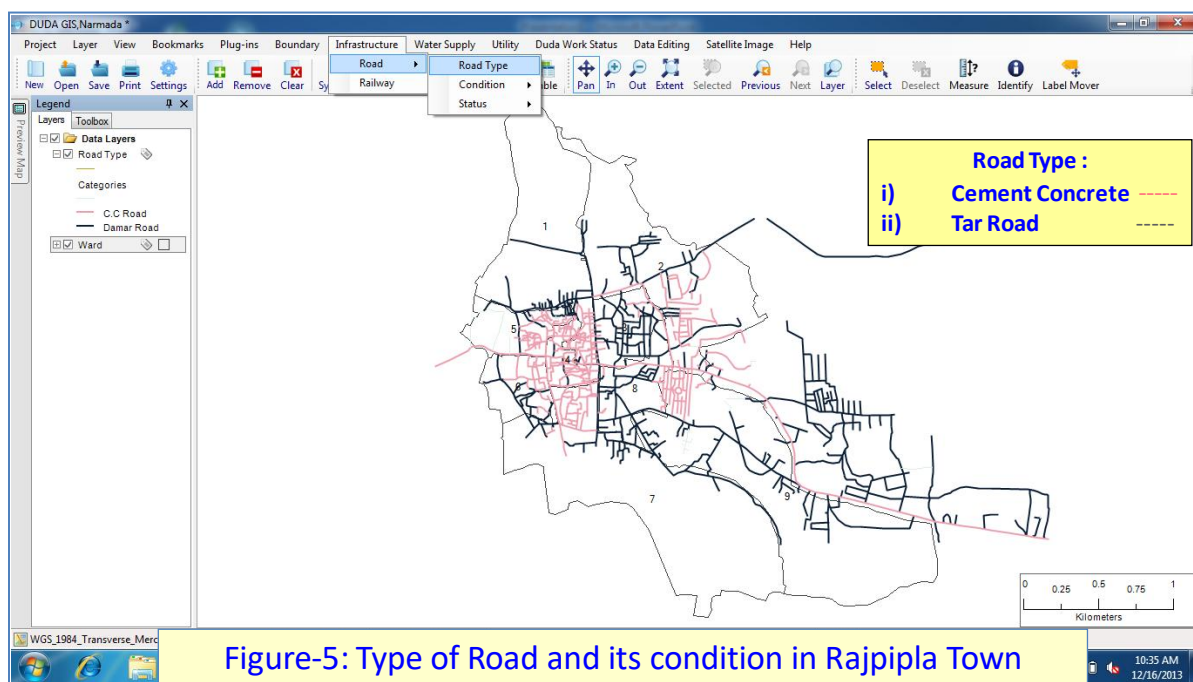 DUDA GIS,Narmada *
Project Layer View Bookmarks Plug-ins Boundary Infrastructure Water Supply Utility Duda Work Status Data Editing Satellite Image Help
Road
Railway
Road Type
Condition
Status
New Open Save Print Settings Add Remove Clear Pan In Out Extent Selected Previous Next Layer Select Deselect Measure Identify Label Mover
Legend
Layers Toolbox
Preview Map
Data Layers
Road Type
Categories
C.C Road
Damar Road
Ward
Road Type :
i) Cement Concrete -----
ii) Tar Road -----
1
2
3
5
4
6
8
7
9
0 0.25 0.5 0.75 1
Kilometers
WGS_1984_Transverse_Merc
Figure-5: Type of Road and its condition in Rajpipla Town
10:35 AM
12/16/2013